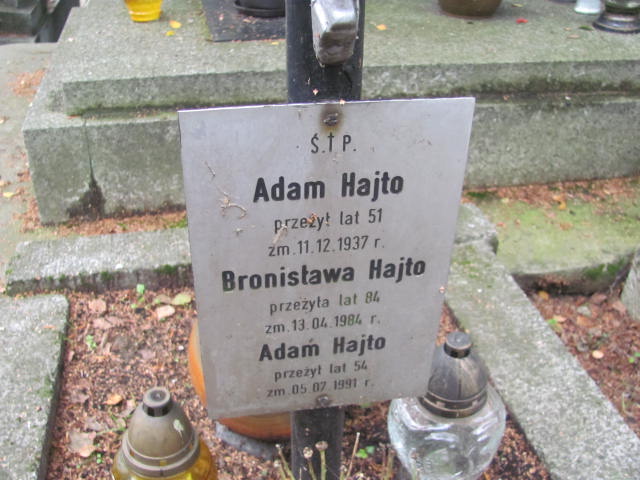 Ś.†P.
Adam Hajto
przeżył lat 51
zm.11.12.1937 r.
Bronisława Hajto
przeżyła lat 84
zm.13.04.1984 r.
Adam Hajto
przeżył lat 54
zm.05.07.1991 r.